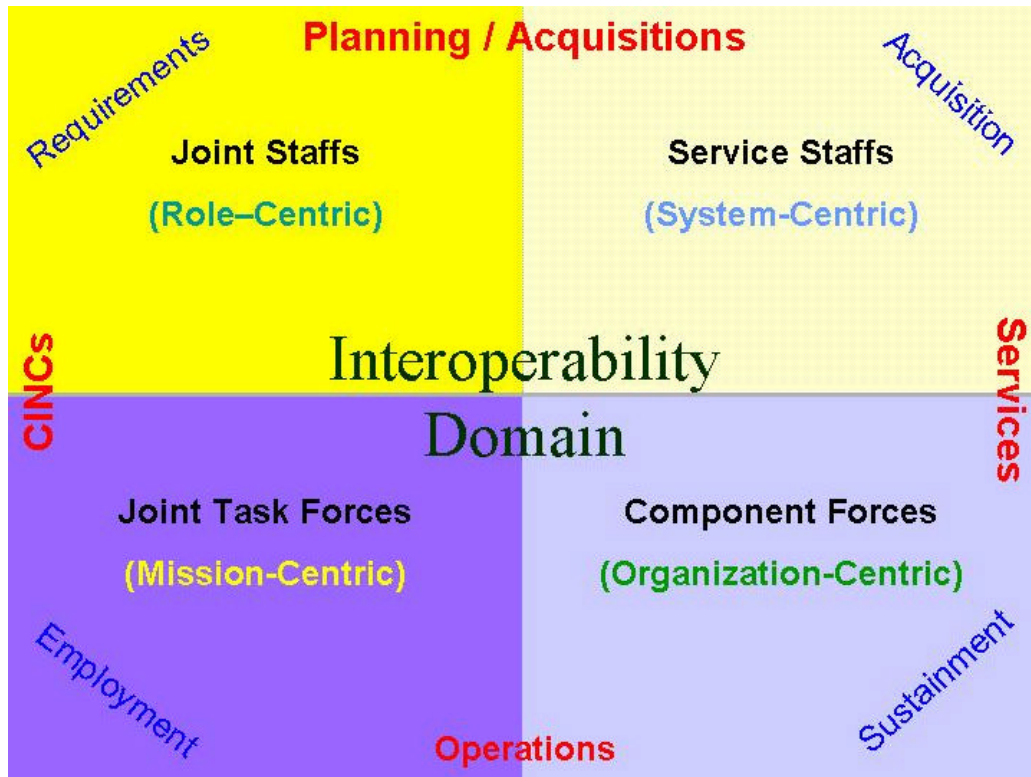 Planning / Acquisitions
Requirements
Acquisition
Joint Staffs
Service Staffs
(Role–Centric)
(System-Centric)
CINCs
Services
Interoperability
Domain
Joint Task Forces
Component Forces
(Mission-Centric)
(Organization-Centric)
Employment
Sustainment
Operations